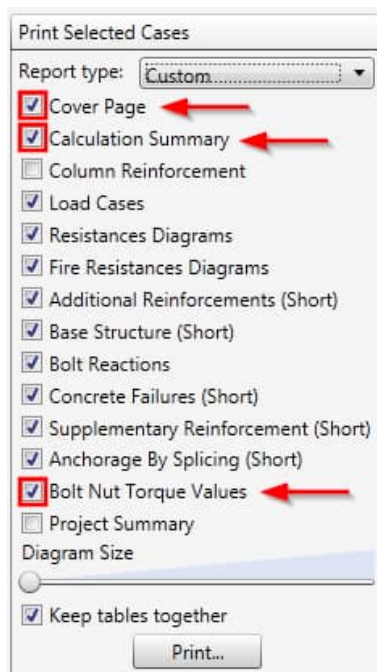 Print Selected Cases
Report type: Custom
Cover Page
Calculation Summary
Column Reinforcement
Load Cases
Resistances Diagrams
Fire Resistances Diagrams
Additional Reinforcements (Short)
Base Structure (Short)
Bolt Reactions
Concrete Failures (Short)
Supplementary Reinforcement (Short)
Anchorage By Splicing (Short)
Bolt Nut Torque Values
Project Summary
Diagram Size
Keep tables together
Print...